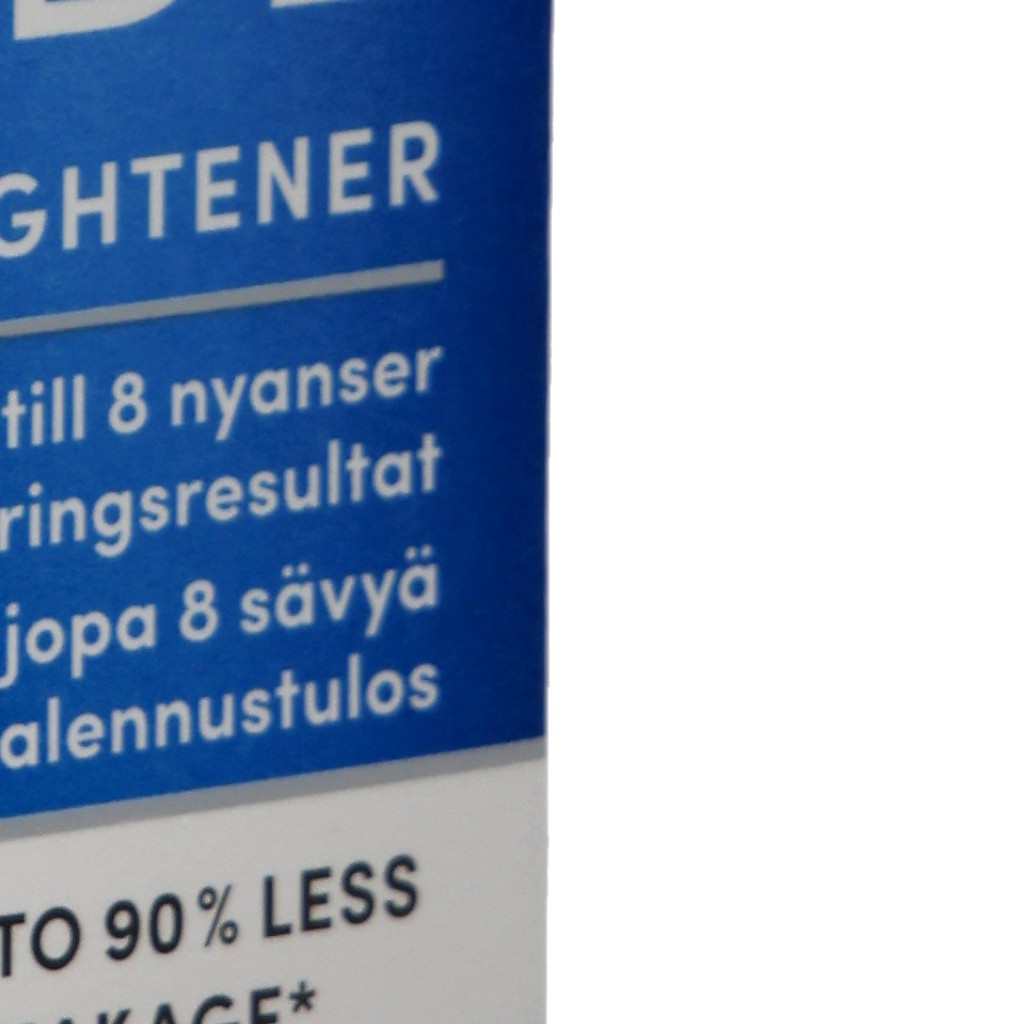 GHTENER
till 8 nyanser
ringsresultat
jopa 8 sävyä
alennustulos
TO 90% LESS